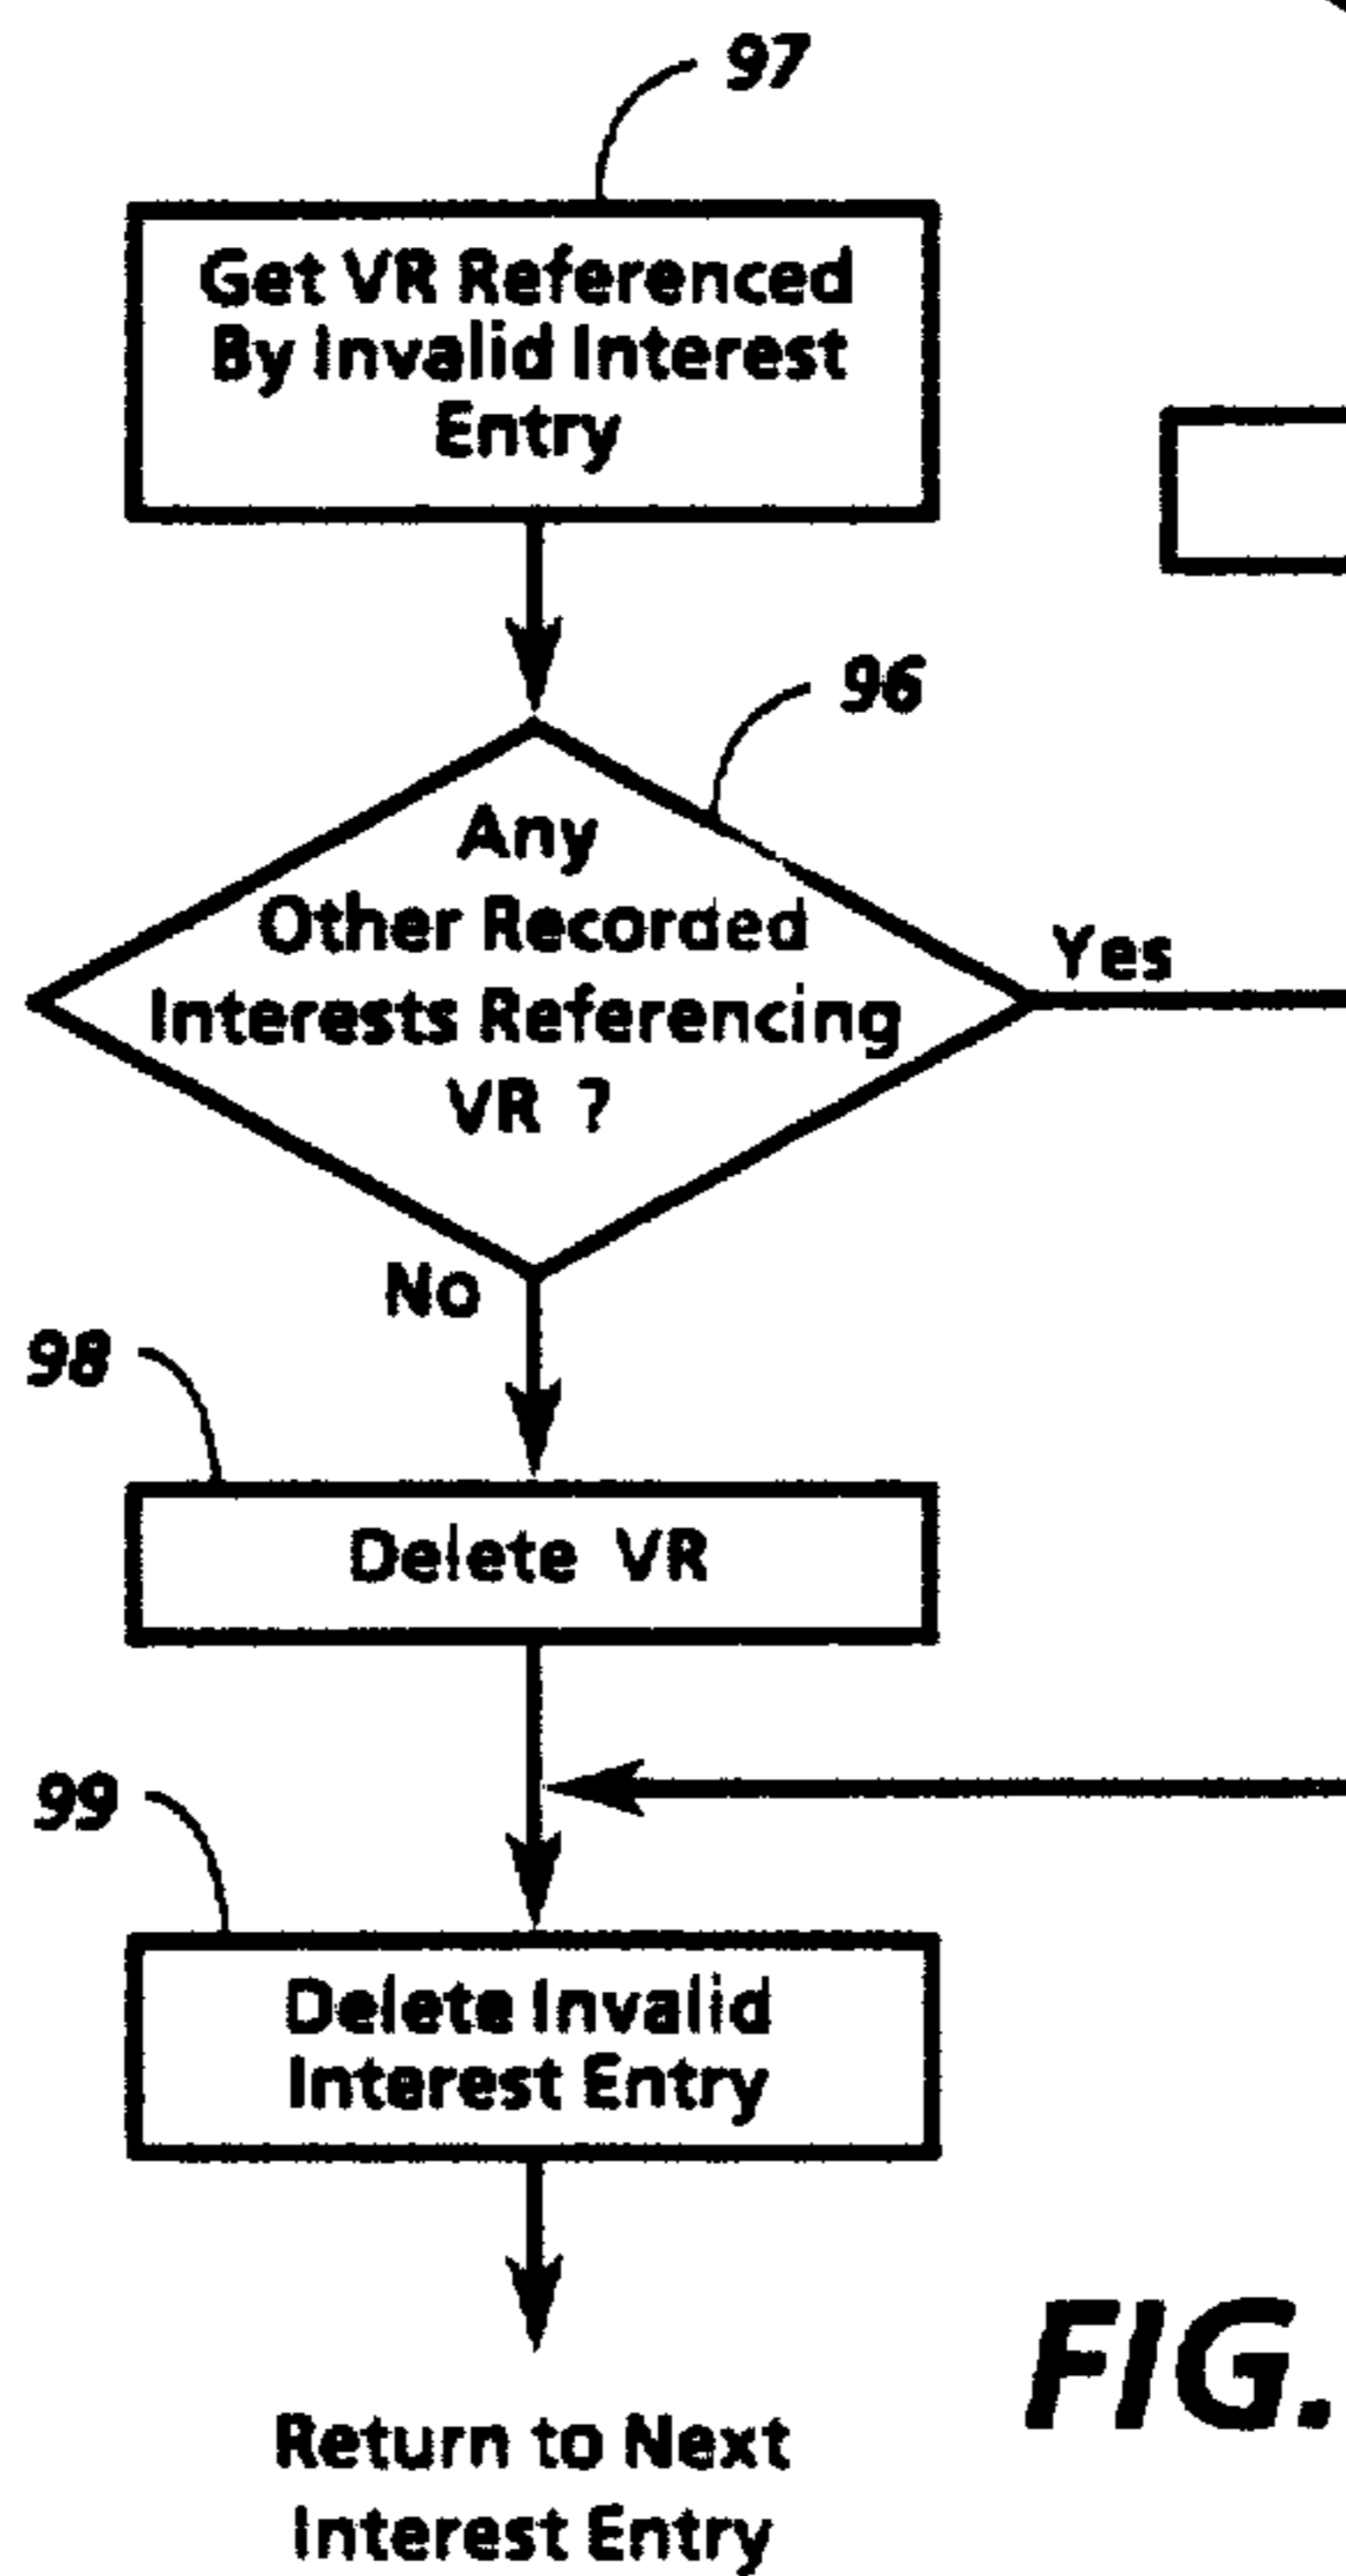 97
Get VR Referenced
By Invalid Interest
Entry
96
Any
Other Recorded
Interests Referencing
VR ?
Yes
No
98
Delete VR
99
Delete Invalid
Interest Entry
FIG.
Return to Next
Interest Entry